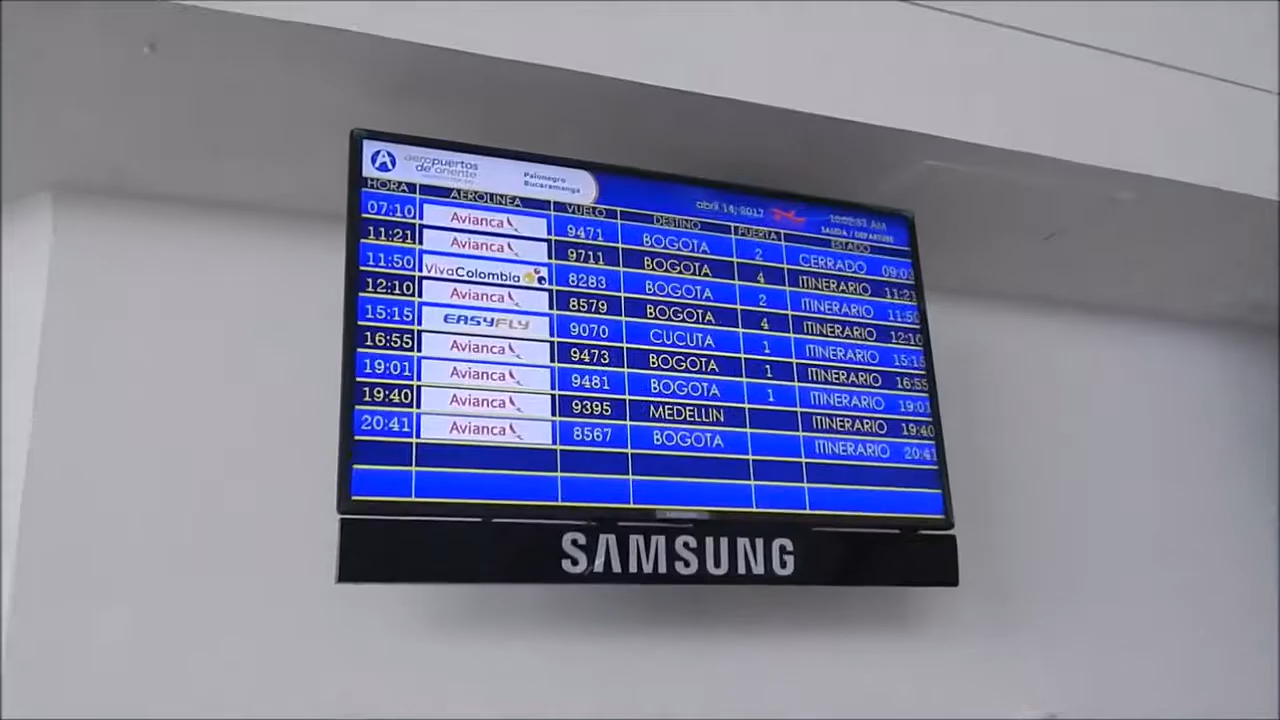 A aeropuertos de oriente Palonegro Bucaramanga
abril 14, 2017
SALIDA / DEPARTURE
HORA AEROLINEA VUELO DESTINO PUERTA ESTADO
07:10 Avianca 9471 BOGOTA 2 CERRADO 09:03
11:21 Avianca 9711 BOGOTA 4 ITINERARIO 11:21
11:50 VivaColombia 8283 BOGOTA 2 ITINERARIO 11:50
12:10 Avianca 8579 BOGOTA 4 ITINERARIO 12:10
15:15 EASYFLY 9070 CUCUTA 1 ITINERARIO 15:15
16:55 Avianca 9473 BOGOTA 1 ITINERARIO 16:55
19:01 Avianca 9481 BOGOTA 1 ITINERARIO 19:01
19:40 Avianca 9395 MEDELLIN ITINERARIO 19:40
20:41 Avianca 8567 BOGOTA ITINERARIO 20:41
SAMSUNG